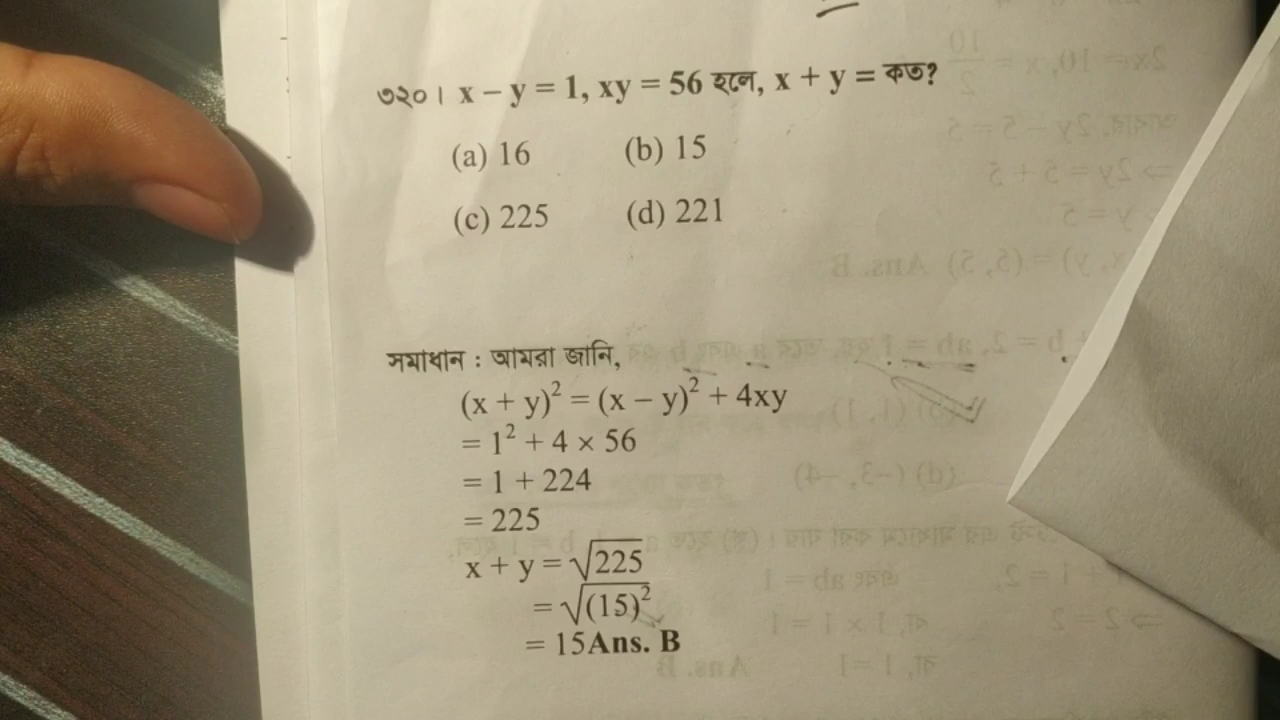 ৩২০। x – y = 1, xy = 56 হলে, x + y = কত?
(a) 16 (b) 15
(c) 225 (d) 221
সমাধান : আমরা জানি,
(x + y)² = (x – y)² + 4xy
= 1² + 4 × 56
= 1 + 224
= 225
x + y = √225
= √(15)²
= 15Ans. B